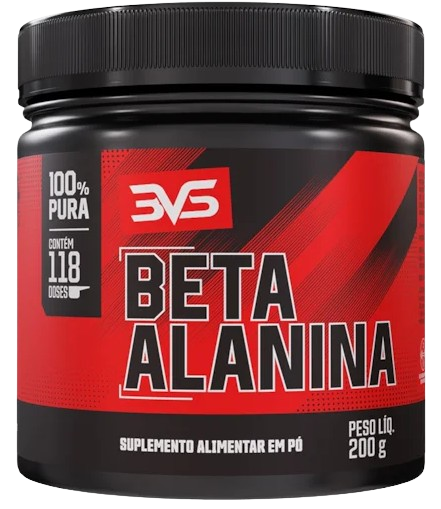 100%
PURA
CONTÉM
118
DOSES
3VS
BETA
ALANINA
SUPLEMENTO ALIMENTAR EM PÓ
PESO LÍQ.
200 g